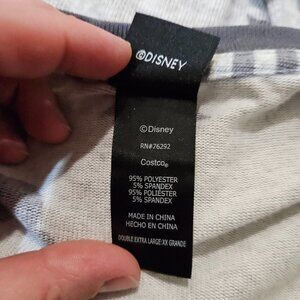 ©DISNEY
©Disney
RN#76292
Costco®
95% POLYESTER
5% SPANDEX
95% POLIÉSTER
5% SPANDEX
MADE IN CHINA
HECHO EN CHINA
DOUBLE EXTRA LARGE/XX GRANDE